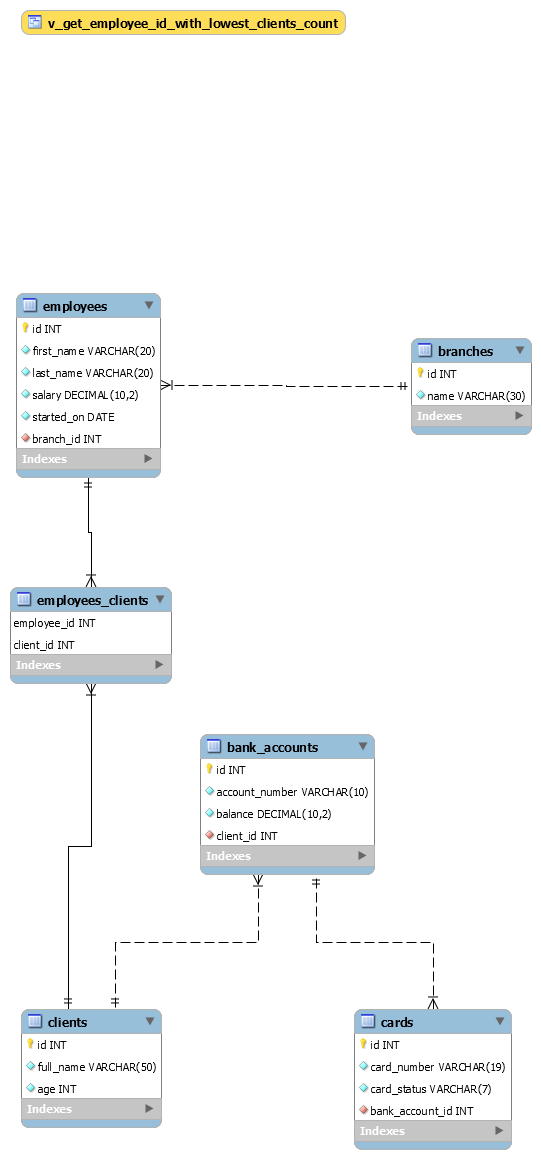 v_get_employee_id_with_lowest_clients_count
employees
id INT
first_name VARCHAR(20)
last_name VARCHAR(20)
salary DECIMAL(10,2)
started_on DATE
branch_id INT
Indexes
branches
id INT
name VARCHAR(30)
Indexes
employees_clients
employee_id INT
client_id INT
Indexes
bank_accounts
id INT
account_number VARCHAR(10)
balance DECIMAL(10,2)
client_id INT
Indexes
clients
id INT
full_name VARCHAR(50)
age INT
Indexes
cards
id INT
card_number VARCHAR(19)
card_status VARCHAR(7)
bank_account_id INT
Indexes